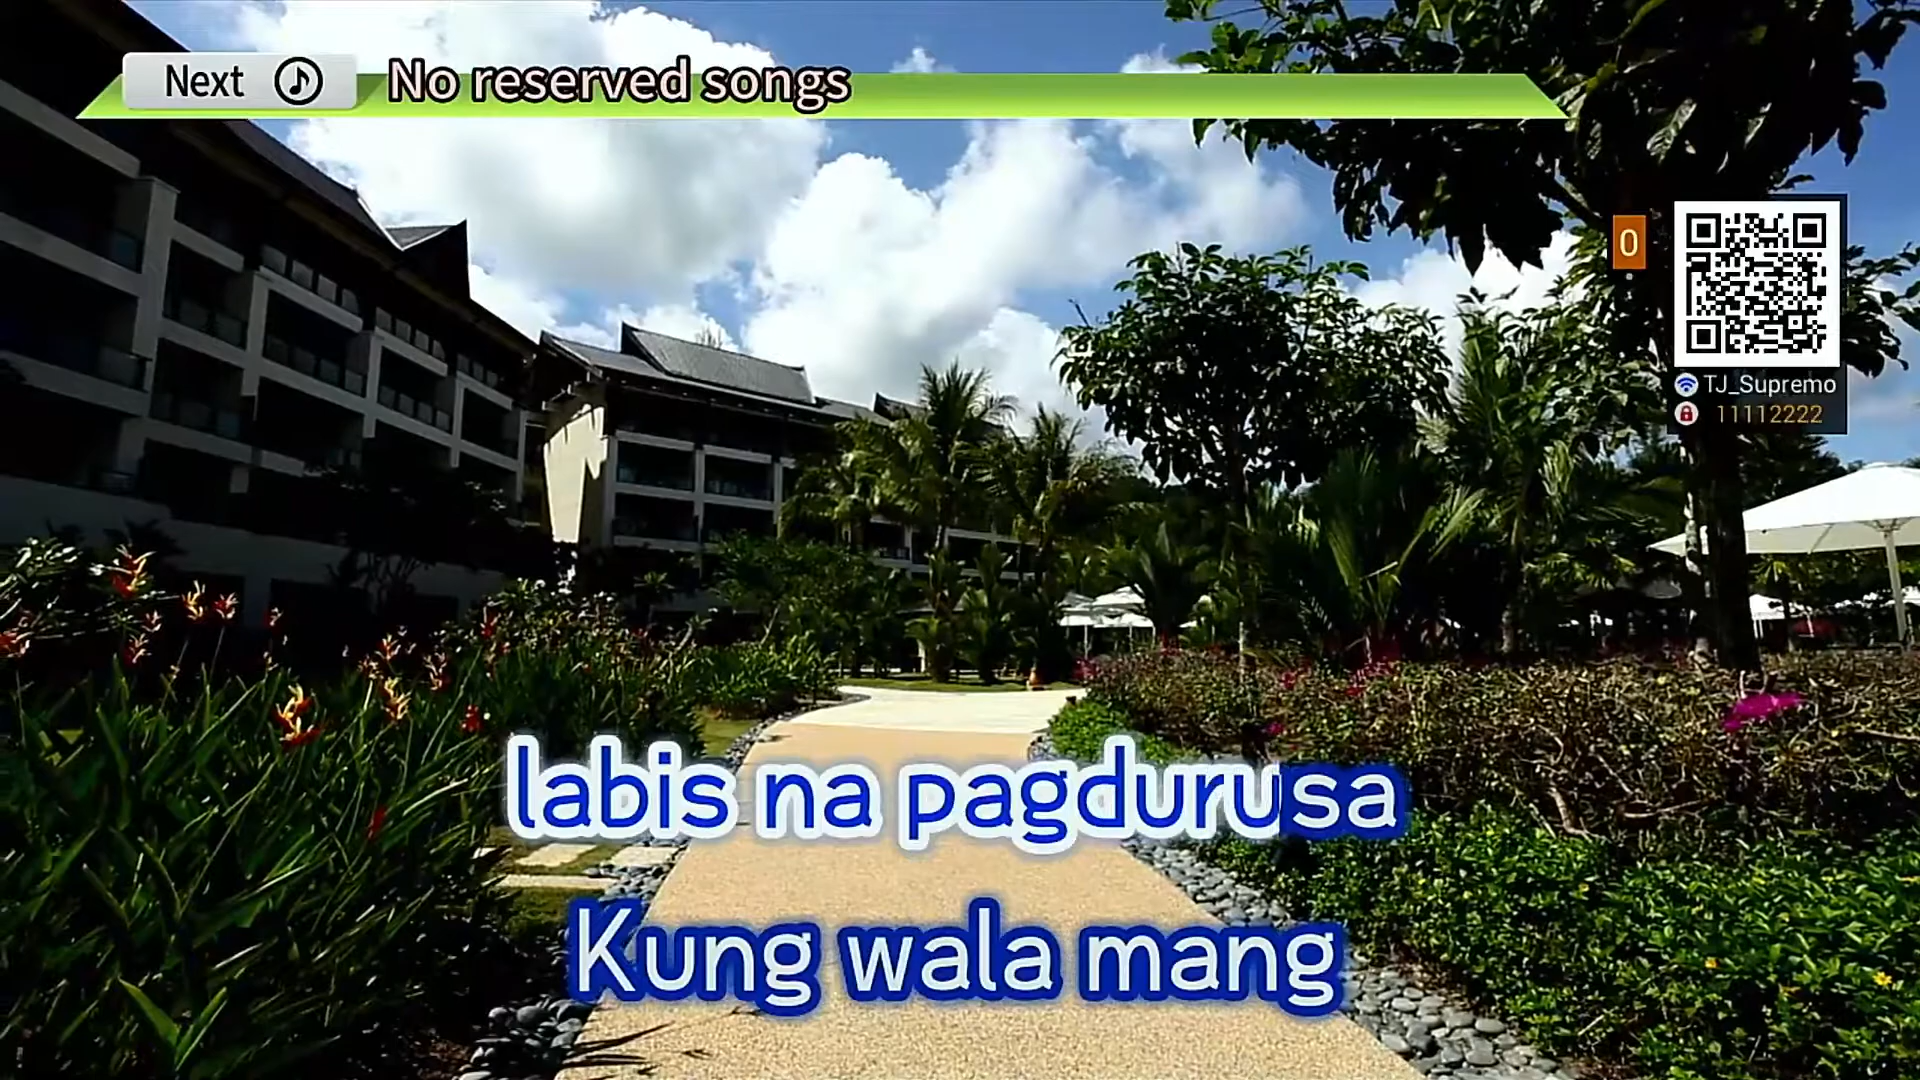 Next No reserved songs
0
TJ_Supremo
11112222
labis na pagdurusa
Kung wala mang